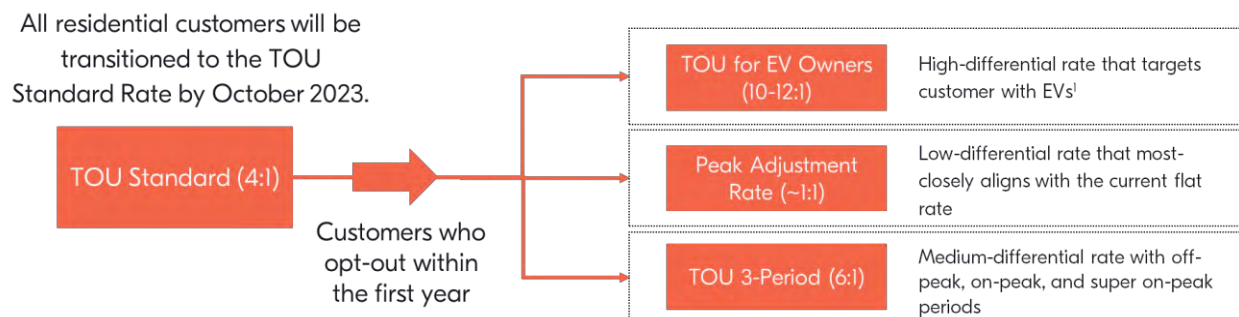 All residential customers will be
transitioned to the TOU
Standard Rate by October 2023.
TOU Standard (4:1)
Customers who
opt-out within
the first year
TOU for EV Owners
(10-12:1)
High-differential rate that targets
customer with EVs¹
Peak Adjustment
Rate (~1:1)
Low-differential rate that most-
closely aligns with the current flat
rate
TOU 3-Period (6:1)
Medium-differential rate with off-
peak, on-peak, and super on-peak
periods